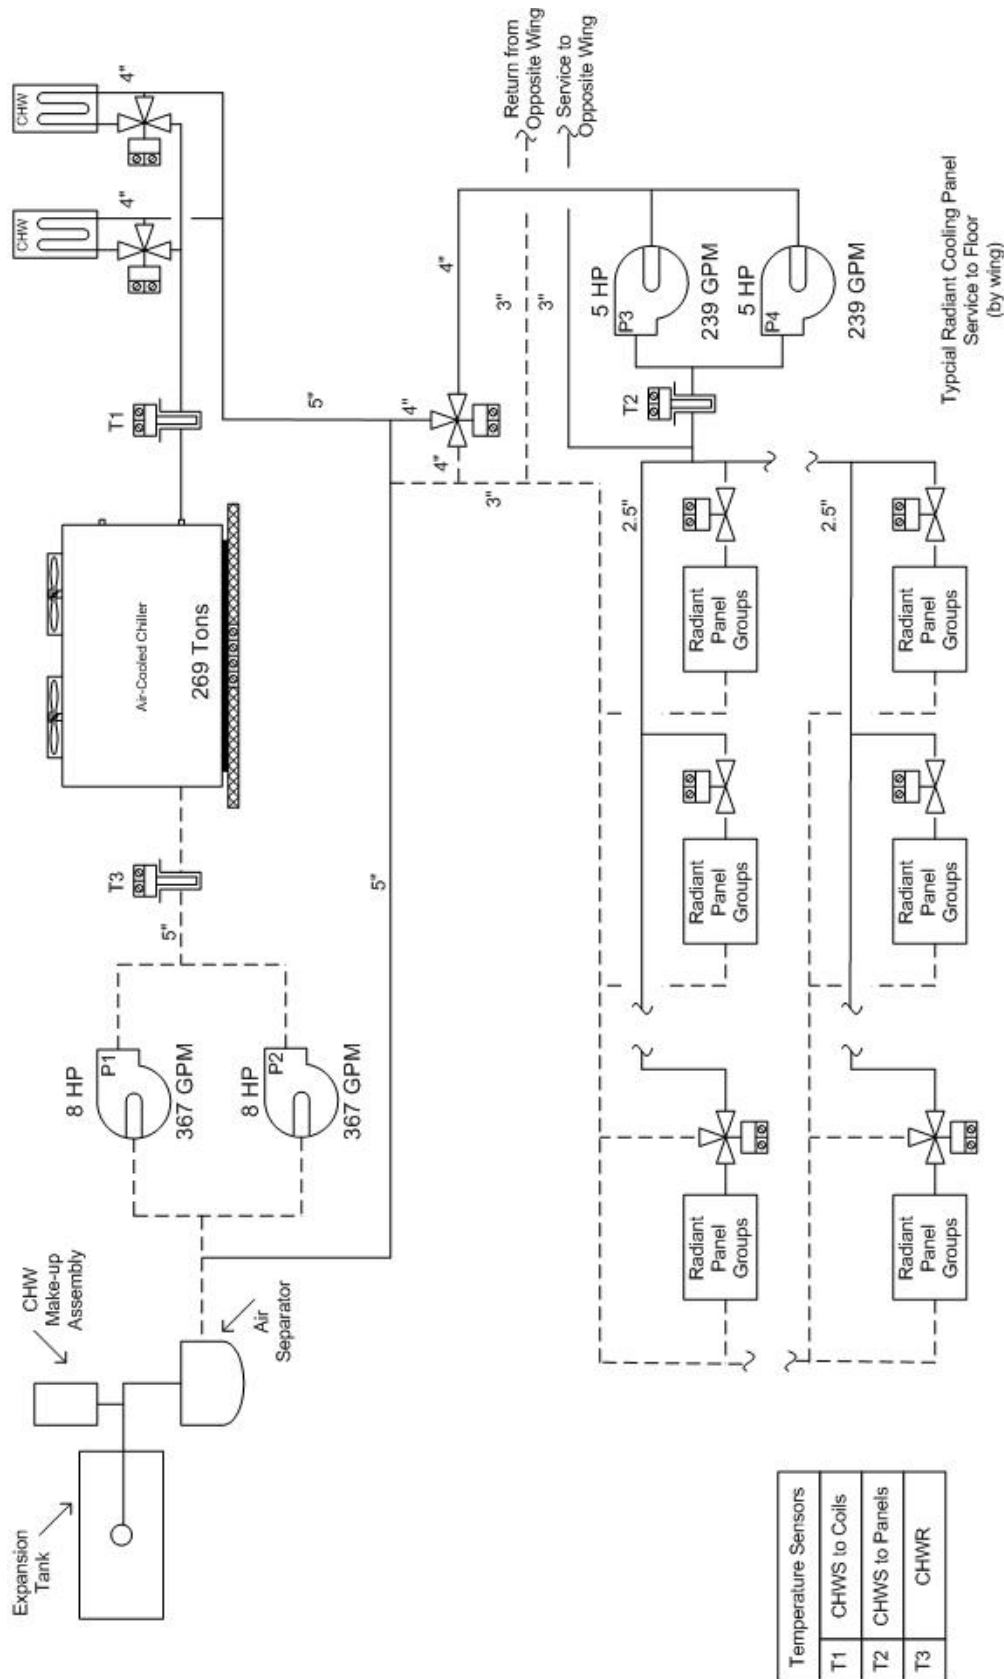 Expansion
Tank
CHW
Make-up
Assembly
Air
Separator
8 HP
P1
367 GPM
8 HP
P2
367 GPM
5"
T3
Air-Cooled Chiller
269 Tons
T1
CHW
4"
CHW
4"
5"
5"
4"
4"
4"
3"
3"
3"
Return from
Opposite Wing
Service to
Opposite Wing
5 HP
P3
239 GPM
5 HP
P4
239 GPM
T2
2.5"
2.5"
Radiant
Panel
Groups
Radiant
Panel
Groups
Radiant
Panel
Groups
Radiant
Panel
Groups
Radiant
Panel
Groups
Radiant
Panel
Groups
Typcial Radiant Cooling Panel
Service to Floor
(by wing)
Temperature Sensors
T1 CHWS to Coils
T2 CHWS to Panels
T3 CHWR